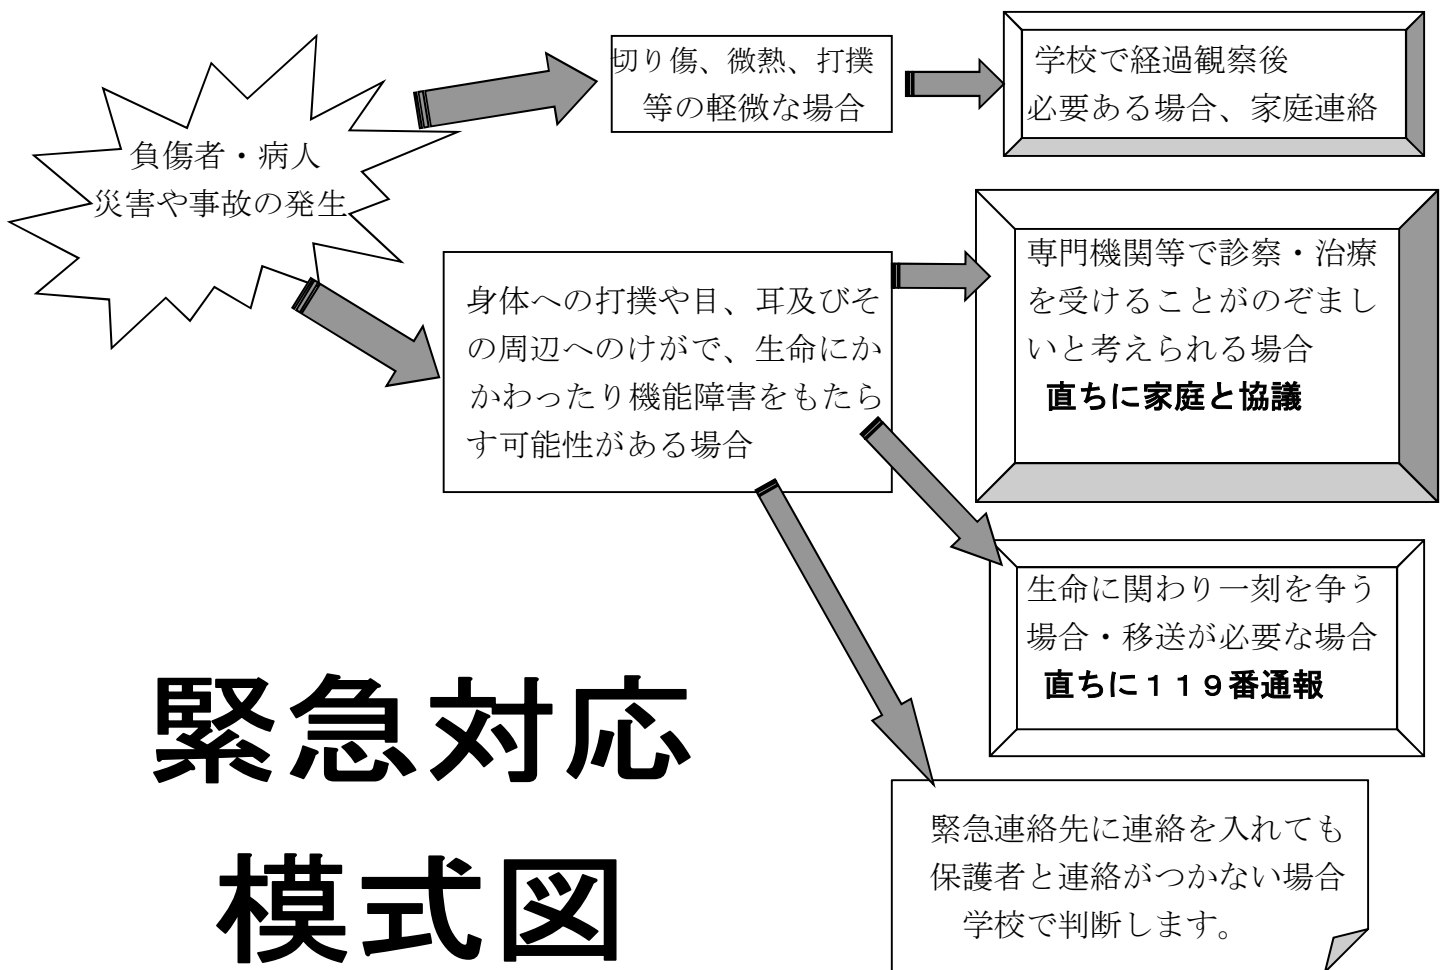 負傷者・病人
災害や事故の発生
切り傷、微熱、打撲
等の軽微な場合
学校で経過観察後
必要ある場合、家庭連絡
身体への打撲や目、耳及びそ
の周辺へのけがで、生命にか
かわったり機能障害をもたら
す可能性がある場合
専門機関等で診察・治療
を受けることがのぞまし
いと考えられる場合
直ちに家庭と協議
生命に関わり一刻を争う
場合・移送が必要な場合
直ちに１１９番通報
緊急連絡先に連絡を入れても
保護者と連絡がつかない場合
学校で判断します。
緊急対応
模式図